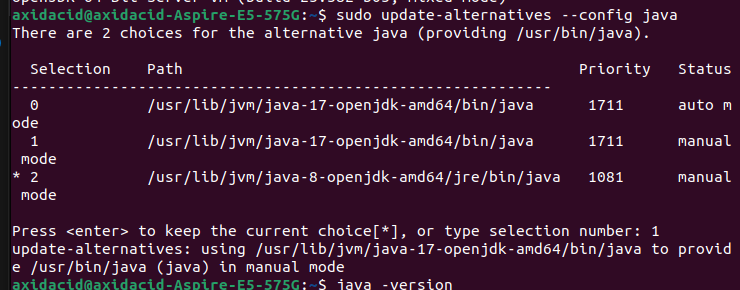 axidacid@axidacid-Aspire-E5-575G:~$ sudo update-alternatives --config java
There are 2 choices for the alternative java (providing /usr/bin/java).
  Selection    Path                                            Priority   Status
------------------------------------------------------------
  0            /usr/lib/jvm/java-17-openjdk-amd64/bin/java      1711      auto m
ode
  1            /usr/lib/jvm/java-17-openjdk-amd64/bin/java      1711      manual
 mode
* 2            /usr/lib/jvm/java-8-openjdk-amd64/jre/bin/java   1081      manual
 mode
Press <enter> to keep the current choice[*], or type selection number: 1
update-alternatives: using /usr/lib/jvm/java-17-openjdk-amd64/bin/java to provid
e /usr/bin/java (java) in manual mode
axidacid@axidacid-Aspire-E5-575G:~$ java -version